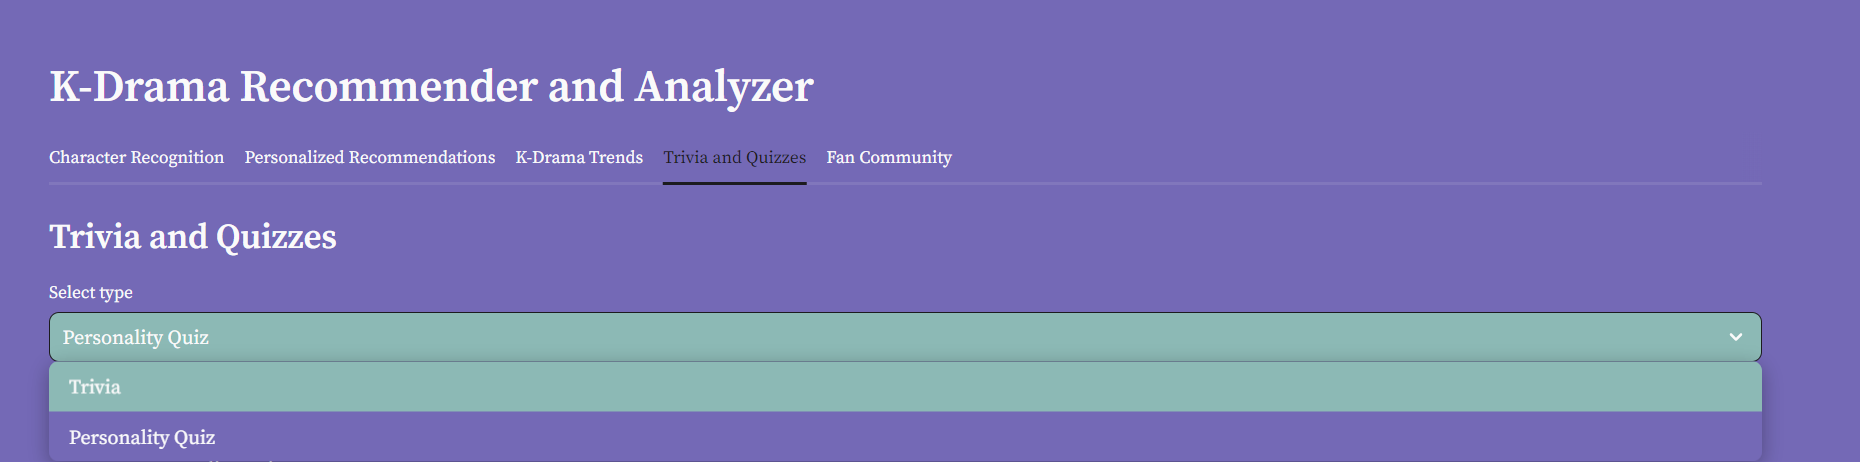 K-Drama Recommender and Analyzer
Character Recognition Personalized Recommendations K-Drama Trends Trivia and Quizzes Fan Community
Trivia and Quizzes
Select type
Personality Quiz
Trivia
Personality Quiz